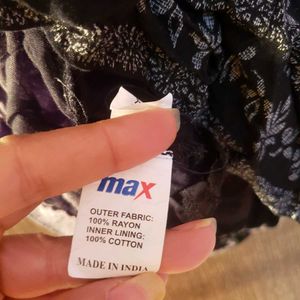 max
OUTER FABRIC:
100% RAYON
INNER LINING:
100% COTTON
MADE IN INDIA